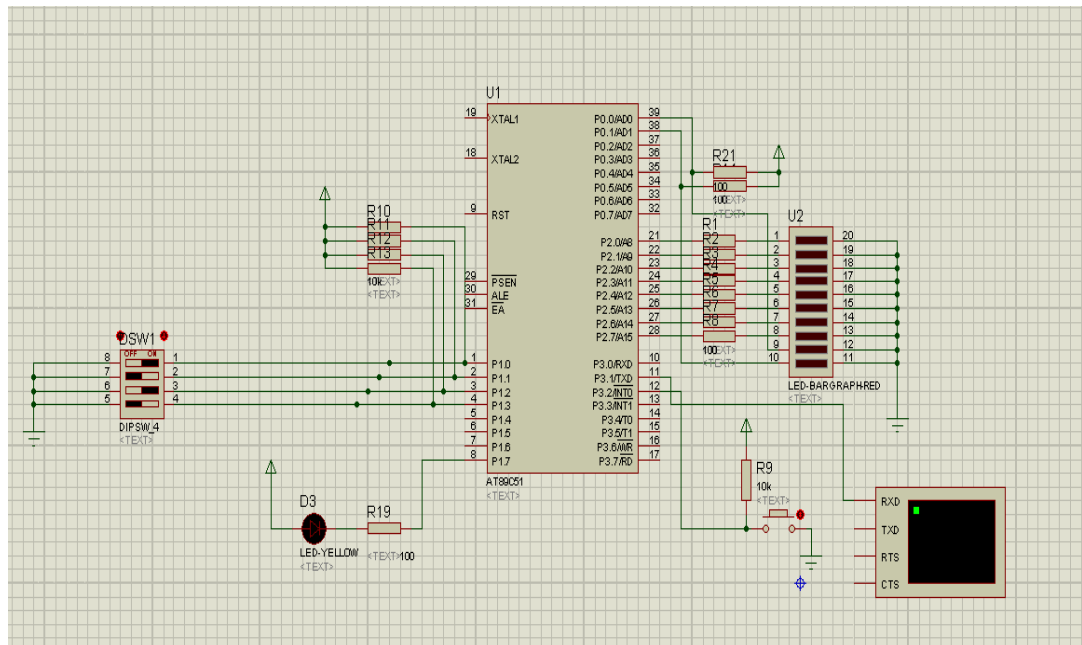 U1
19 XTAL1
18 XTAL2
9 RST
29 PSEN
30 ALE
31 EA
1 P1.0
2 P1.1
3 P1.2
4 P1.3
5 P1.4
6 P1.5
7 P1.6
8 P1.7
P0.0/AD0 39
P0.1/AD1 38
P0.2/AD2 37
P0.3/AD3 36
P0.4/AD4 35
P0.5/AD5 34
P0.6/AD6 33
P0.7/AD7 32
P2.0/A8 21
P2.1/A9 22
P2.2/A10 23
P2.3/A11 24
P2.4/A12 25
P2.5/A13 26
P2.6/A14 27
P2.7/A15 28
P3.0/RXD 10
P3.1/TXD 11
P3.2/INT0 12
P3.3/INT1 13
P3.4/T0 14
P3.5/T1 15
P3.6/WR 16
P3.7/RD 17
AT89C51
<TEXT>
R10
R11
R12
R13
10k
<TEXT>
<TEXT>
DSW1
OFF ON
8 1
7 2
6 3
5 4
DIPSW_4
<TEXT>
D3
LED-YELLOW
<TEXT>
R19
<TEXT>
100
R21
100
100
<TEXT>
<TEXT>
R1
R2
R3
R4
R5
R6
R7
R8
100
<TEXT>
<TEXT>
U2
1 20
2 19
3 18
4 17
5 16
6 15
7 14
8 13
9 12
10 11
LED-BARGRAPH-RED
<TEXT>
R9
10k
<TEXT>
<TEXT>
RXD
TXD
RTS
CTS